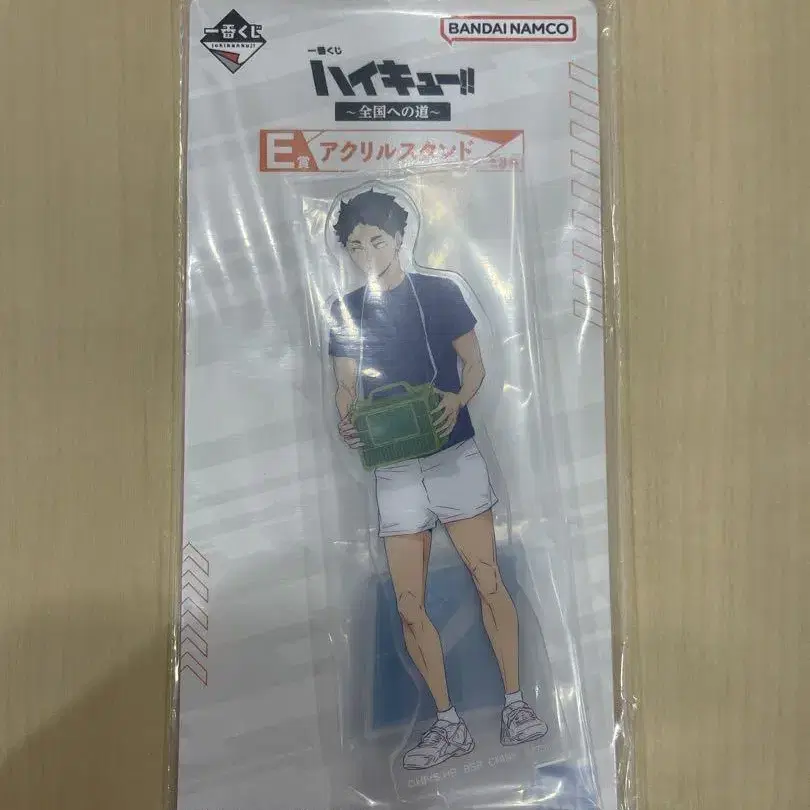 一番くじ
ICHIBANKUJI
BANDAI NAMCO
一番くじ
ハイキュー!!
～全国への道～
E賞 アクリルスタンド